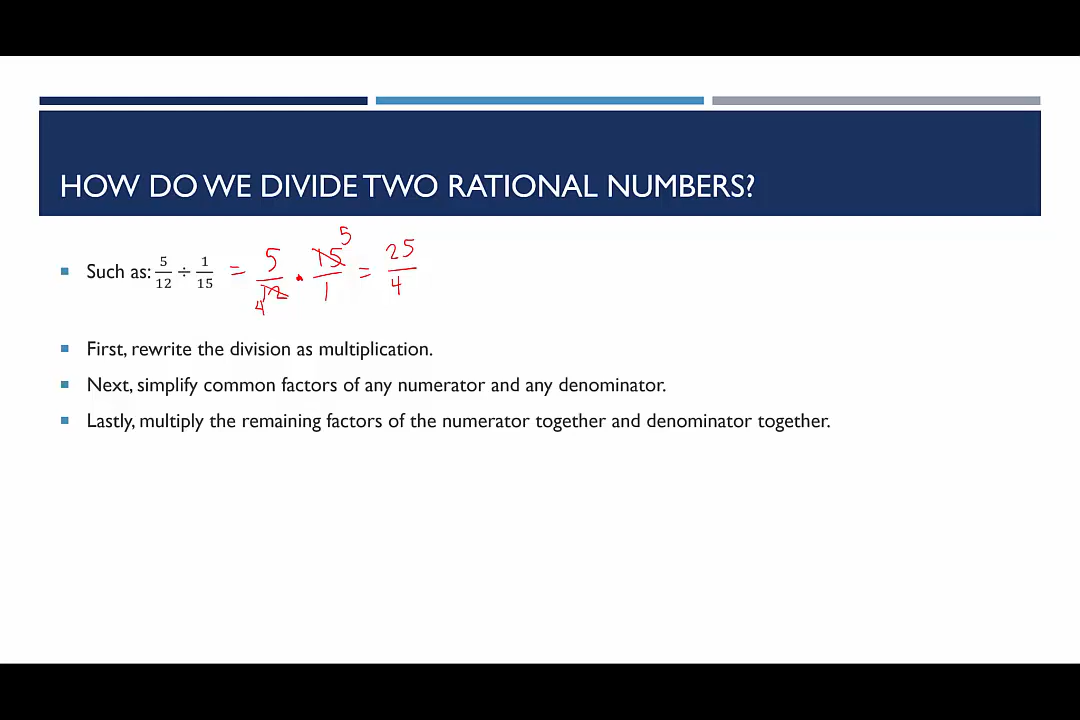 HOW DO WE DIVIDE TWO RATIONAL NUMBERS?
Such as: 5/12 ÷ 1/15 = 5/12 4 · 15 5/1 = 25/4
First, rewrite the division as multiplication.
Next, simplify common factors of any numerator and any denominator.
Lastly, multiply the remaining factors of the numerator together and denominator together.